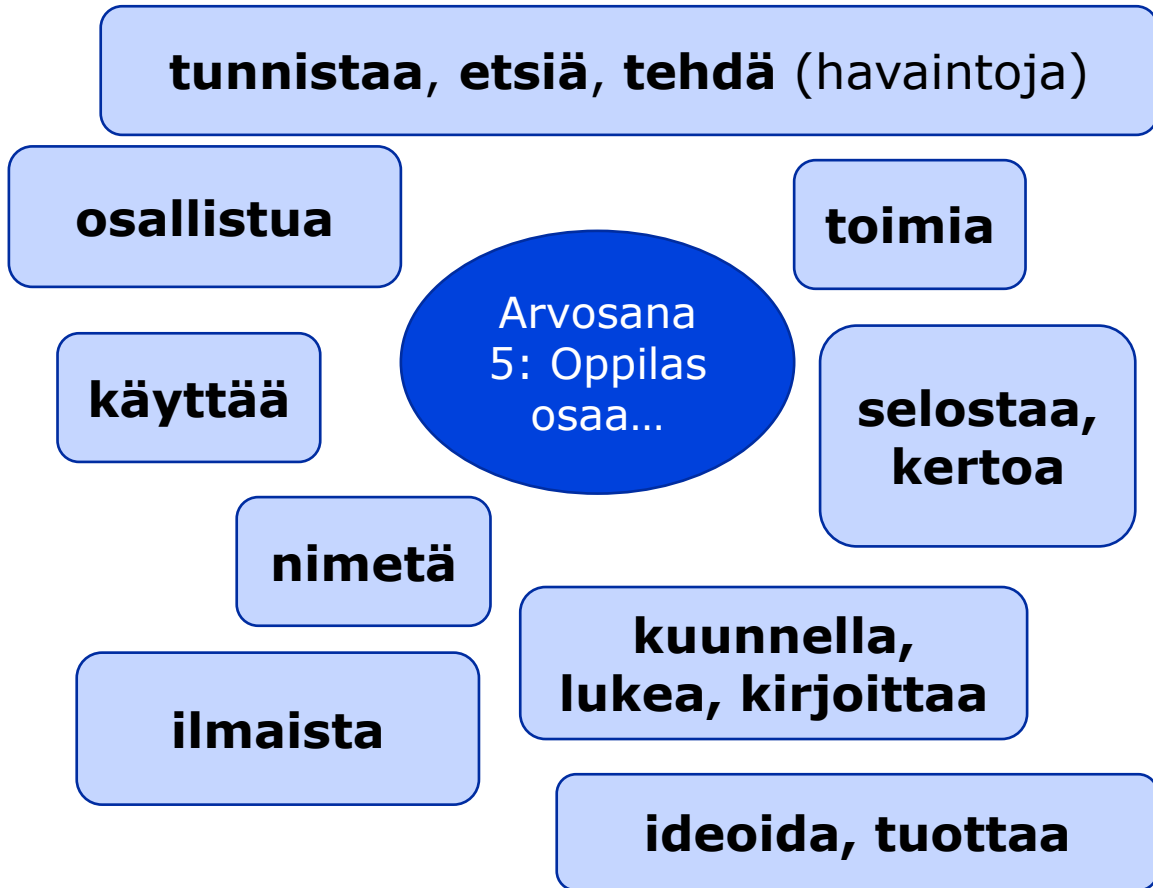 tunnistaa, etsiä, tehdä (havaintoja)
osallistua
toimia
Arvosana
5: Oppilas
osaa…
käyttää
selostaa,
kertoa
nimetä
kuunnella,
lukea, kirjoittaa
ilmaista
ideoida, tuottaa